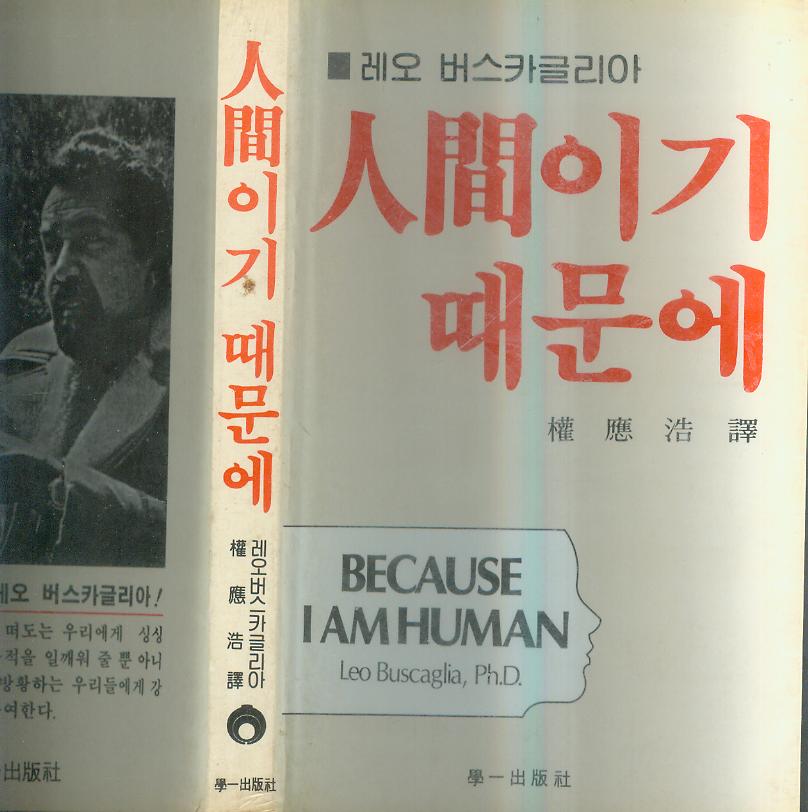 ■ 레오 버스카글리아
人間이기
때문에
權應浩 譯
BECAUSE
I AM HUMAN
Leo Buscaglia, Ph.D.
學一出版社
人間이기 때문에
레오버스카글리아
權應浩 譯
學一出版社
레오 버스카글리아!
떠도는 우리에게 싱싱
적을 일깨워 줄 뿐 아니
방황하는 우리들에게 강
여한다.
出版社